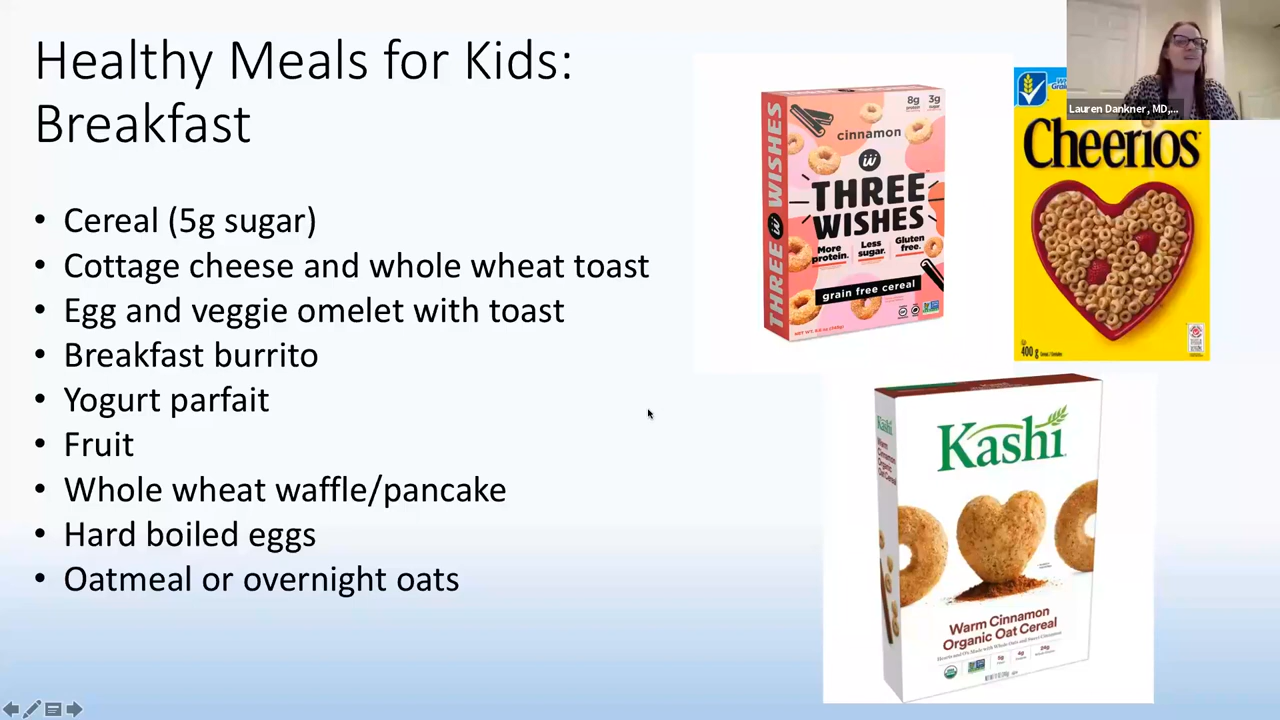 Healthy Meals for Kids:
Breakfast
• Cereal (5g sugar)
• Cottage cheese and whole wheat toast
• Egg and veggie omelet with toast
• Breakfast burrito
• Yogurt parfait
• Fruit
• Whole wheat waffle/pancake
• Hard boiled eggs
• Oatmeal or overnight oats
THREE WISHES
8g 3g
protein sugar
cinnamon
THREE
WISHES
More protein.
Less sugar.
Gluten free.
grain free cereal
Lauren Dankner, MD,...
Cheerios
400 g
Kashi
Kashi
Warm Cinnamon
Organic Oat Cereal